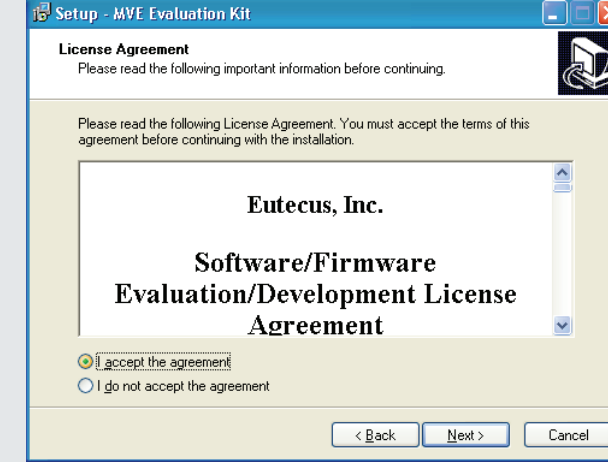 Setup - MVE Evaluation Kit
License Agreement
Please read the following important information before continuing.
Please read the following License Agreement. You must accept the terms of this
agreement before continuing with the installation.
Eutecus, Inc.
Software/Firmware
Evaluation/Development License
Agreement
I accept the agreement
I do not accept the agreement
< Back Next > Cancel